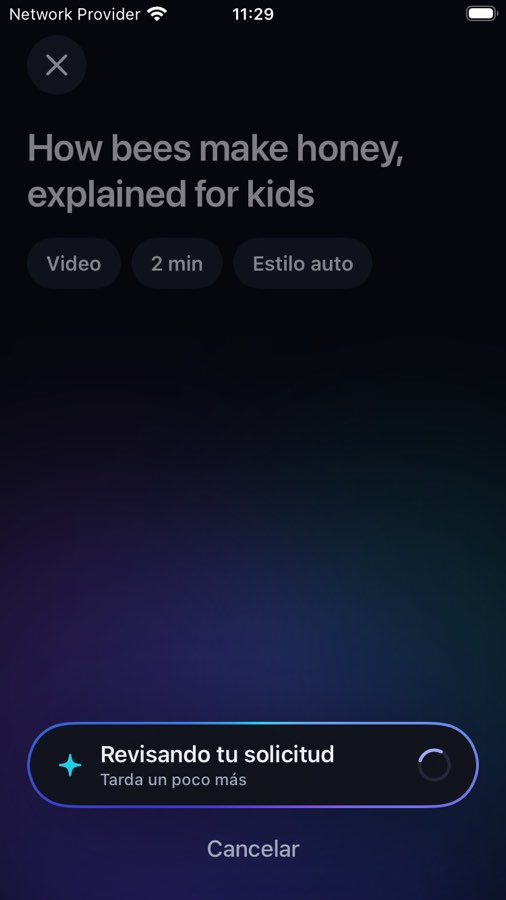 Network Provider 11:29
How bees make honey,
explained for kids
Video 2 min Estilo auto
Revisando tu solicitud
Tarda un poco más
Cancelar